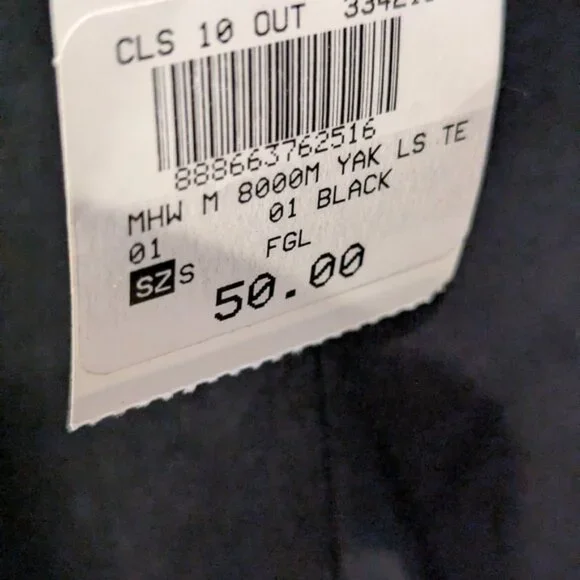 CLS 10 OUT
888663762516
MHW M 8000M YAK LS TE
01 01 BLACK
SZ S FGL
50.00